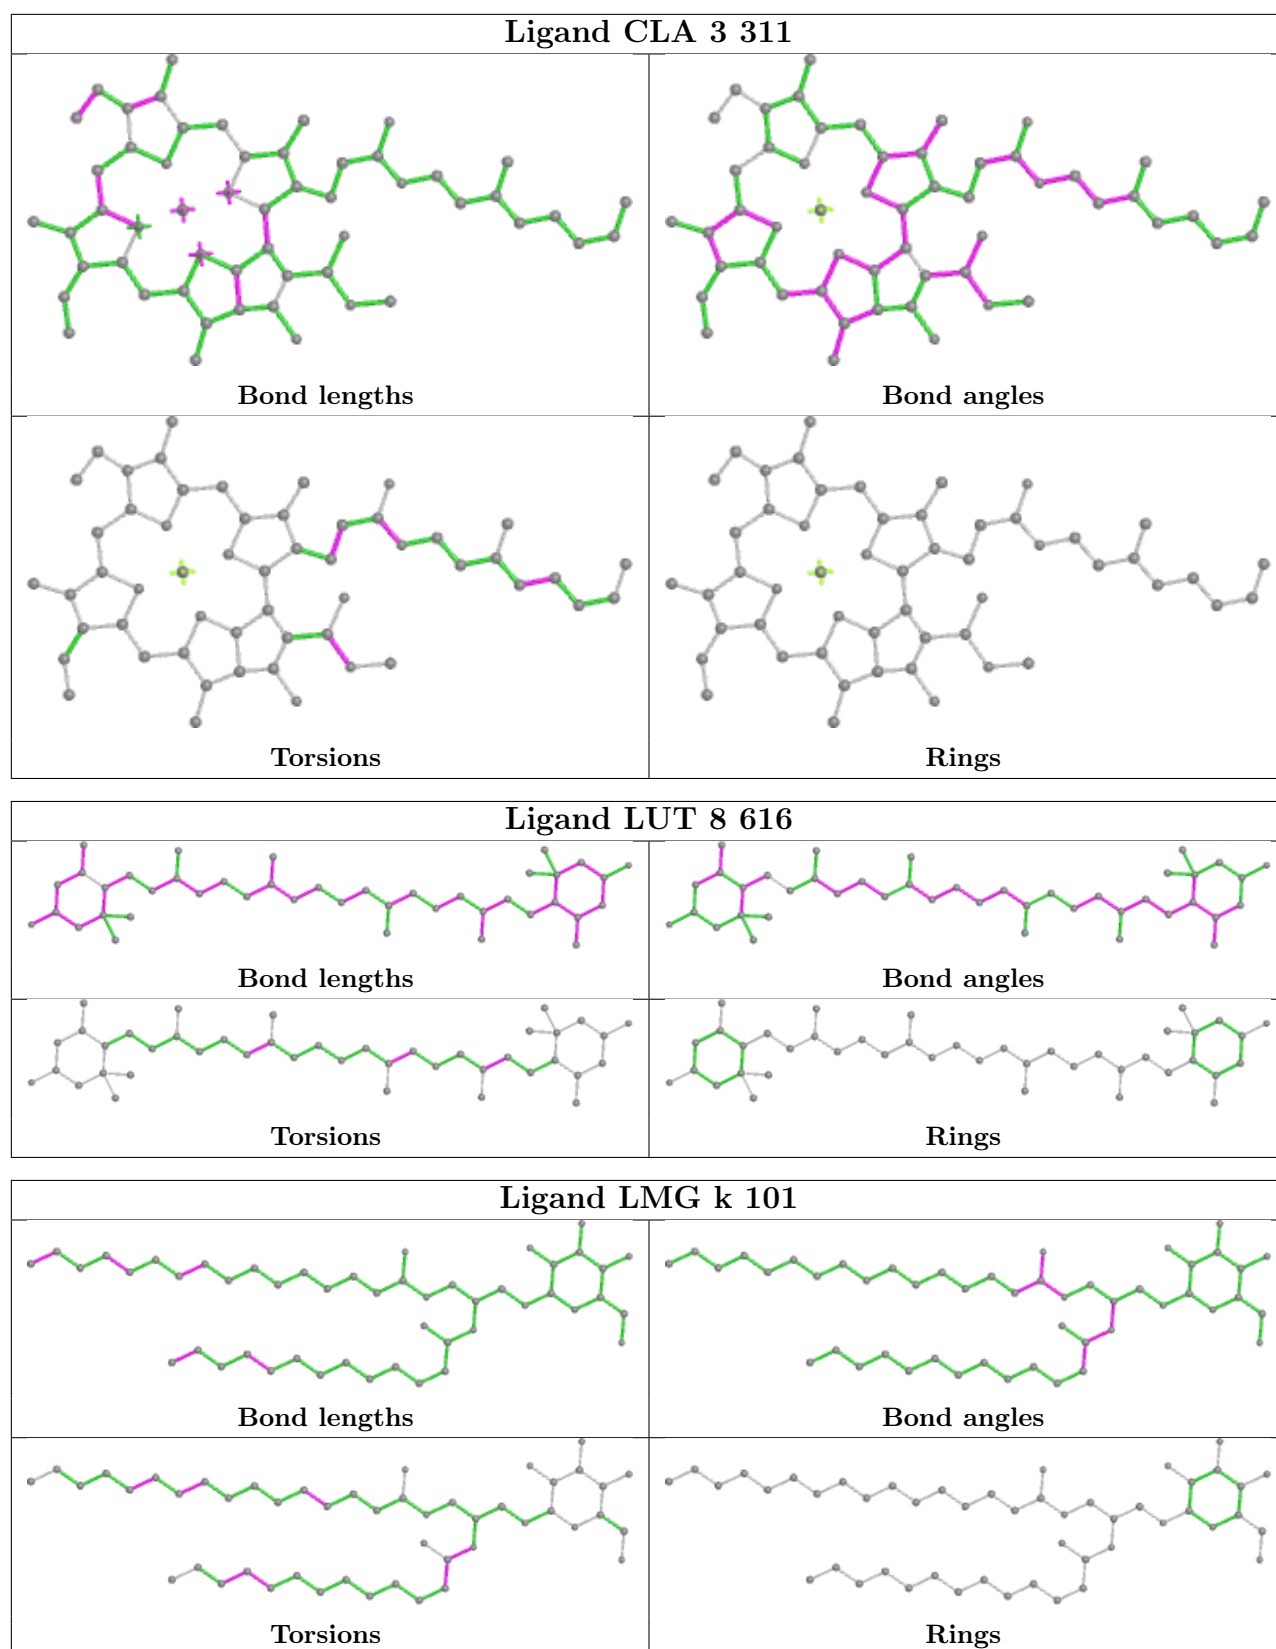 Ligand CLA 3 311
Bond lengths
Bond angles
Torsions
Rings
Ligand LUT 8 616
Bond lengths
Bond angles
Torsions
Rings
Ligand LMG k 101
Bond lengths
Bond angles
Torsions
Rings